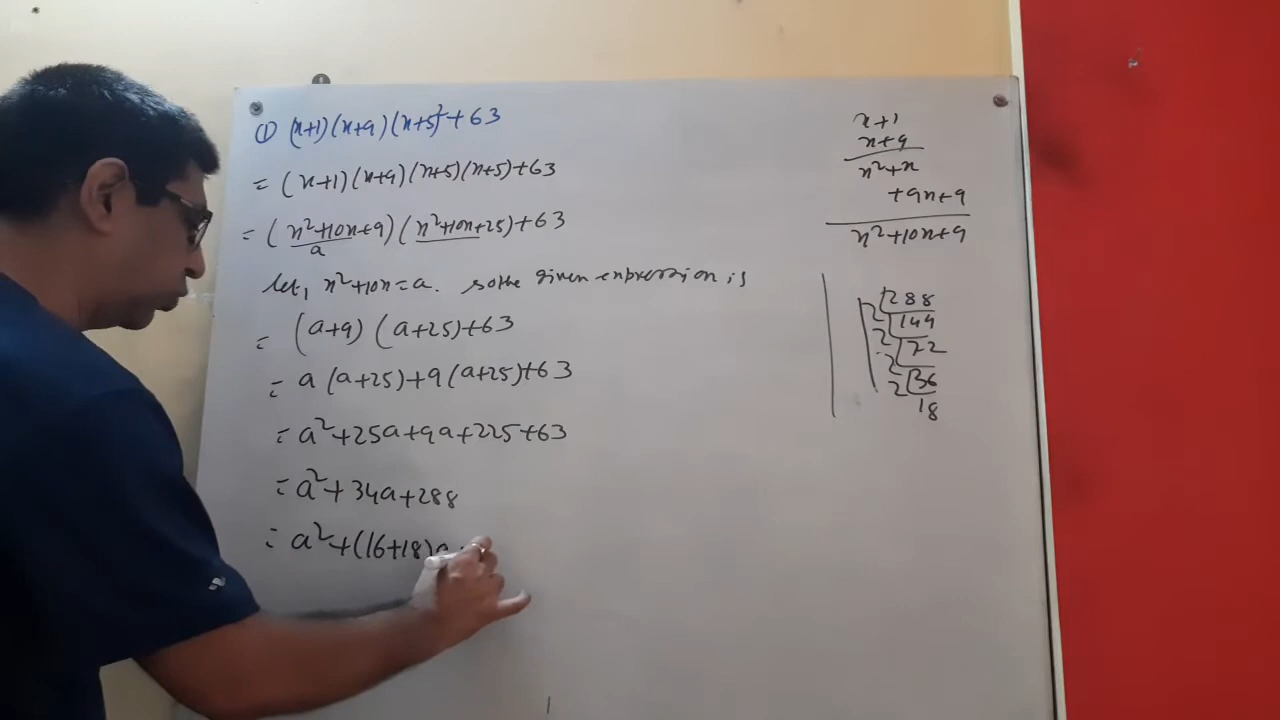 ① (x+1)(x+9)(x+5)²+63
= (x+1)(x+9)(x+5)(x+5)+63
= (x²+10x+9)(x²+10x+25)+63
a
let, x²+10x=a. so the given expression is
= (a+9)(a+25)+63
= a(a+25)+9(a+25)+63
= a²+25a+9a+225+63
= a²+34a+288
= a²+(16+18)a
x+1
x+9
x²+x
+9x+9
x²+10x+9
2 288
2 144
2 72
2 36
18